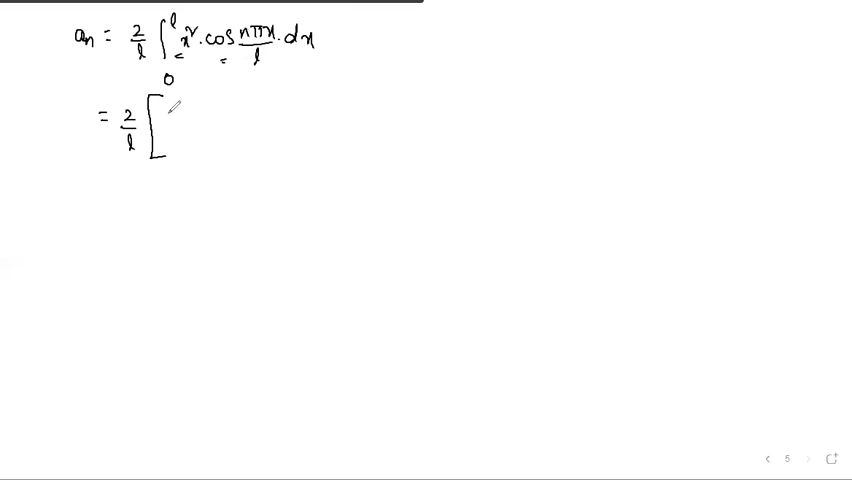 aₙ = 2/l ∫₀ˡ x². cos nπx/l . dx
= 2/l [
5